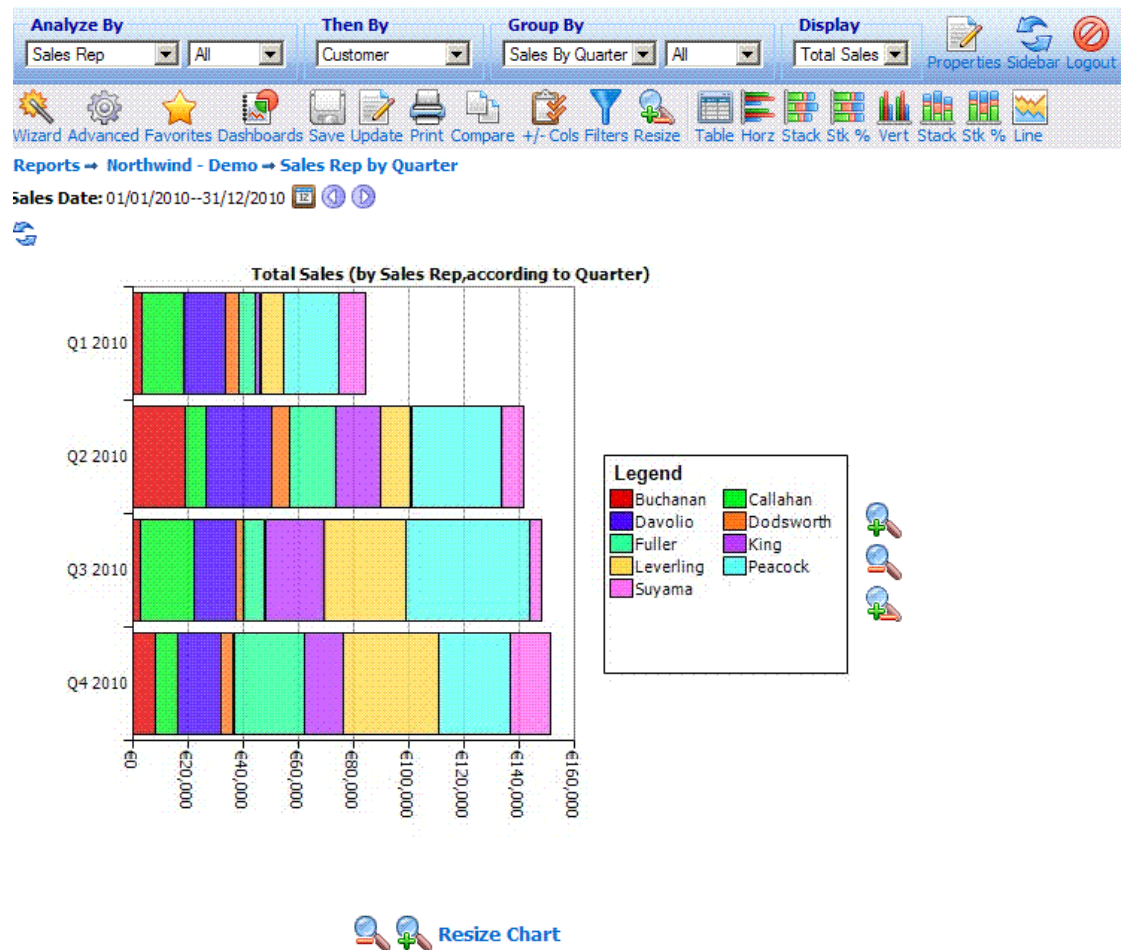 Analyze By Then By Group By Display
Sales Rep All Customer Sales By Quarter All Total Sales
Properties Sidebar Logout
Wizard Advanced Favorites Dashboards Save Update Print Compare +/- Cols Filters Resize Table Horz Stack Stk % Vert Stack Stk % Line
Reports → Northwind - Demo → Sales Rep by Quarter
Sales Date: 01/01/2010--31/12/2010 12
Total Sales (by Sales Rep,according to Quarter)
Q1 2010
Q2 2010
Q3 2010
Q4 2010
€0 €20,000 €40,000 €60,000 €80,000 €100,000 €120,000 €140,000 €160,000
Legend
Buchanan Callahan
Davolio Dodsworth
Fuller King
Leverling Peacock
Suyama
Resize Chart